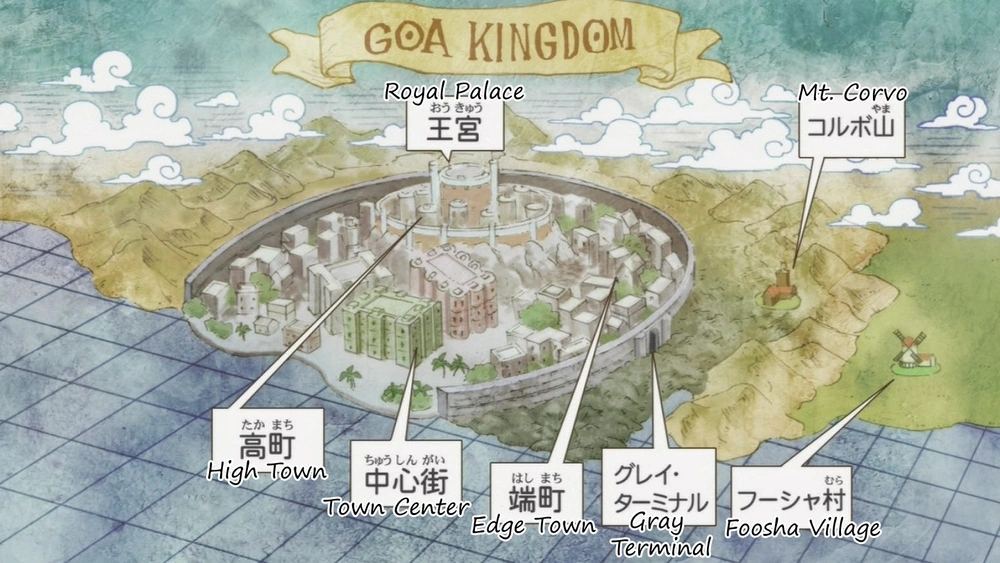 GOA KINGDOM
Royal Palace
おう きゅう
王宮
Mt. Corvo
やま
コルボ山
たか まち
高町
High Town
ちゅう しん がい
中心街
Town Center
はし まち
端町
Edge Town
グレイ・
ターミナル
Gray
Terminal
むら
フーシャ村
Foosha Village